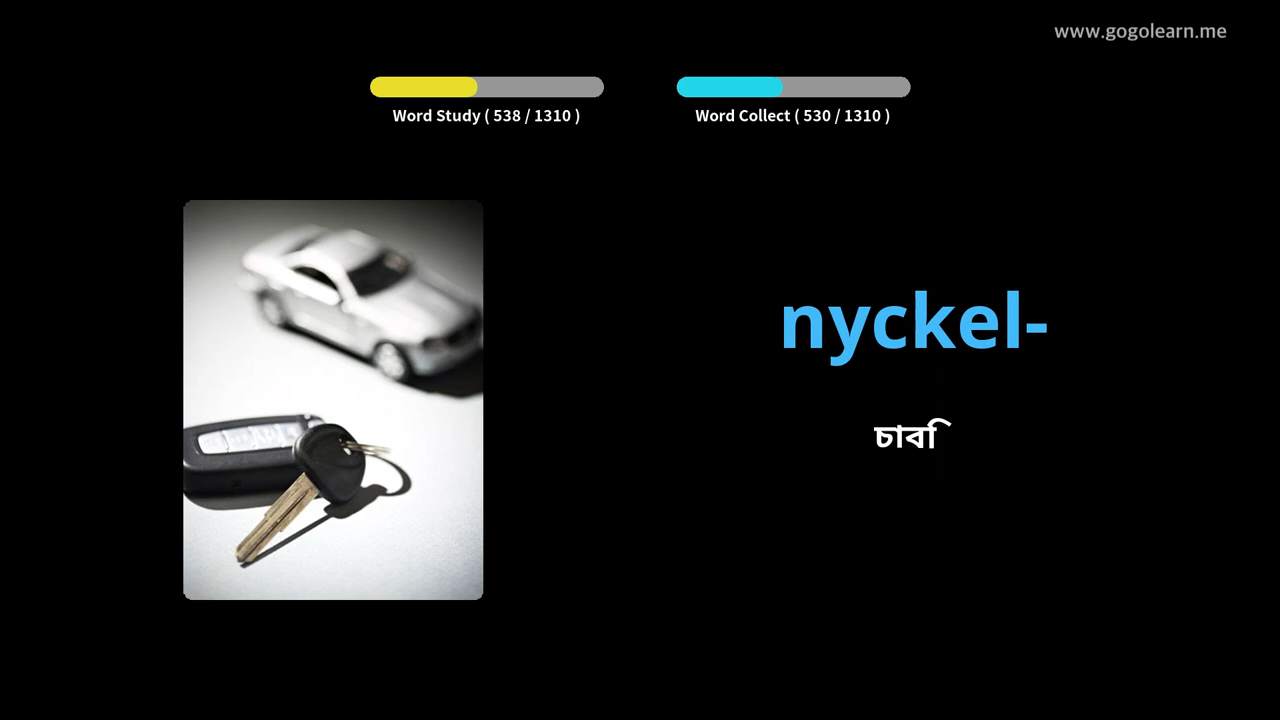 www.gogolearn.me
Word Study ( 538 / 1310 )
Word Collect ( 530 / 1310 )
nyckel-
চাবি